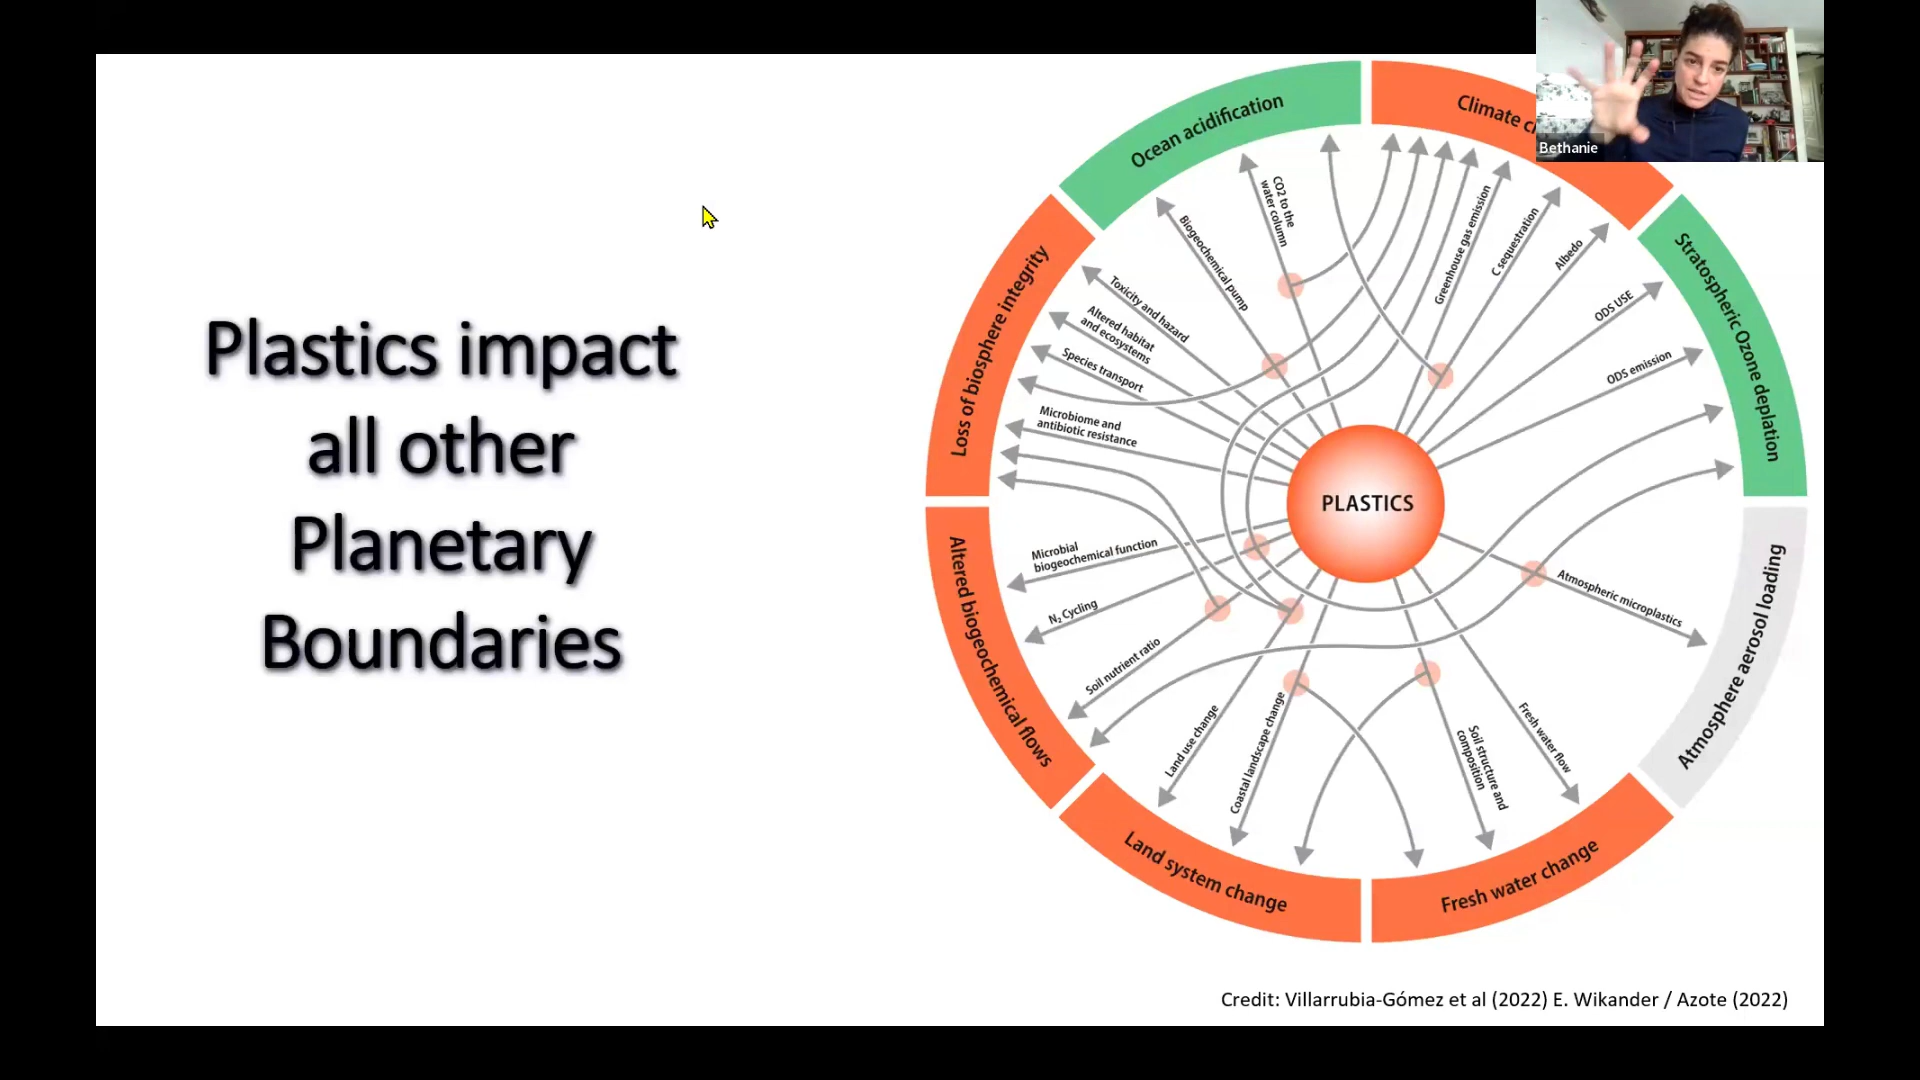 Plastics impact
all other
Planetary
Boundaries
Ocean acidification
Climate c
Bethanie
Stratospheric Ozone deplation
Atmosphere aerosol loading
Fresh water change
Land system change
Altered biogeochemical flows
Loss of biosphere integrity
PLASTICS
Biogeochemical pump
CO2 to the
water column
Greenhouse gas emission
C sequestration
Albedo
ODS USE
ODS emission
Atmospheric microplastics
Fresh water flow
Soil structure and
composition
Coastal landscape change
Land use change
Soil nutrient ratio
N₂ Cycling
Microbial
biogeochemical function
Microbiome and
antibiotic resistance
Species transport
Altered habitat
and ecosystems
Toxicity and hazard
Credit: Villarrubia-Gómez et al (2022) E. Wikander / Azote (2022)